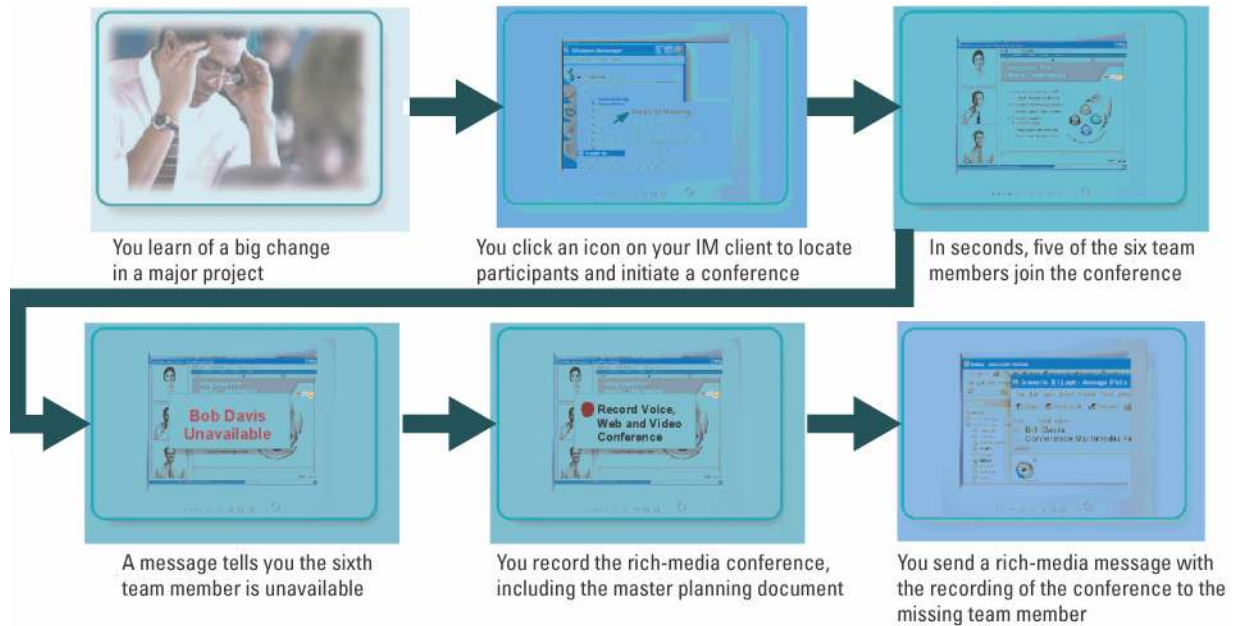 Windows Messenger
You learn of a big change
in a major project
You click an icon on your IM client to locate
participants and initiate a conference
In seconds, five of the six team
members join the conference
Bob Davis
Unavailable
Record Voice,
Web and Video
Conference
Bob Davis
A message tells you the sixth
team member is unavailable
You record the rich-media conference,
including the master planning document
You send a rich-media message with
the recording of the conference to the
missing team member